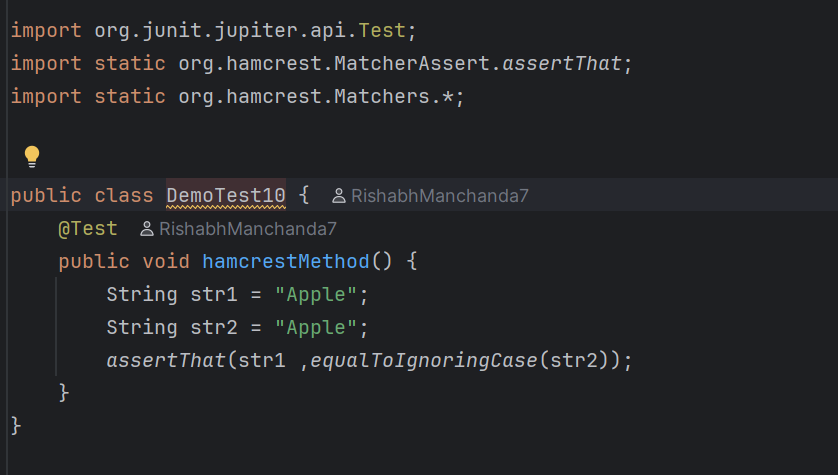 import org.junit.jupiter.api.Test;
import static org.hamcrest.MatcherAssert.assertThat;
import static org.hamcrest.Matchers.*;
public class DemoTest10 { RishabhManchanda7
@Test RishabhManchanda7
public void hamcrestMethod() {
String str1 = "Apple";
String str2 = "Apple";
assertThat(str1 ,equalToIgnoringCase(str2));
}
}